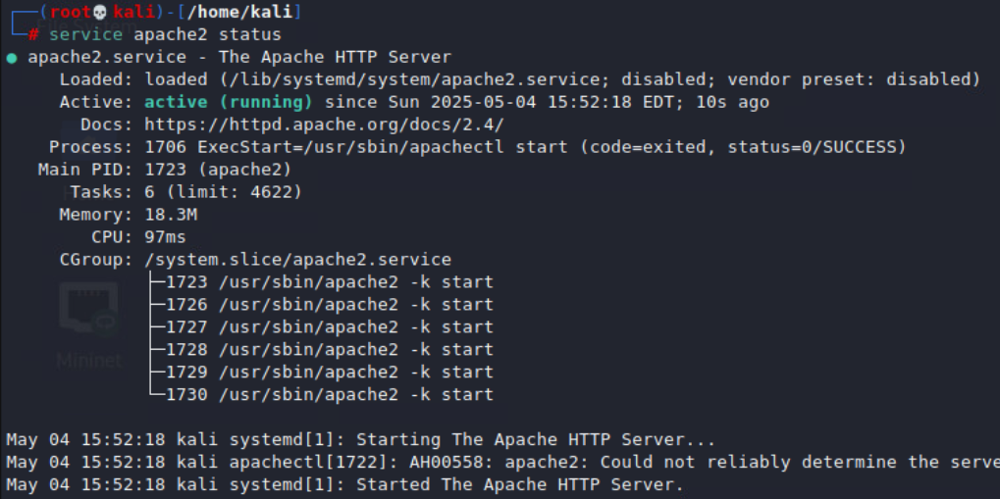 (root💀kali)-[/home/kali]
# service apache2 status
● apache2.service - The Apache HTTP Server
Loaded: loaded (/lib/systemd/system/apache2.service; disabled; vendor preset: disabled)
Active: active (running) since Sun 2025-05-04 15:52:18 EDT; 10s ago
Docs: https://httpd.apache.org/docs/2.4/
Process: 1706 ExecStart=/usr/sbin/apachectl start (code=exited, status=0/SUCCESS)
Main PID: 1723 (apache2)
Tasks: 6 (limit: 4622)
Memory: 18.3M
CPU: 97ms
CGroup: /system.slice/apache2.service
├─1723 /usr/sbin/apache2 -k start
├─1726 /usr/sbin/apache2 -k start
├─1727 /usr/sbin/apache2 -k start
├─1728 /usr/sbin/apache2 -k start
├─1729 /usr/sbin/apache2 -k start
└─1730 /usr/sbin/apache2 -k start
Mininet
May 04 15:52:18 kali systemd[1]: Starting The Apache HTTP Server...
May 04 15:52:18 kali apachectl[1722]: AH00558: apache2: Could not reliably determine the serve
May 04 15:52:18 kali systemd[1]: Started The Apache HTTP Server.